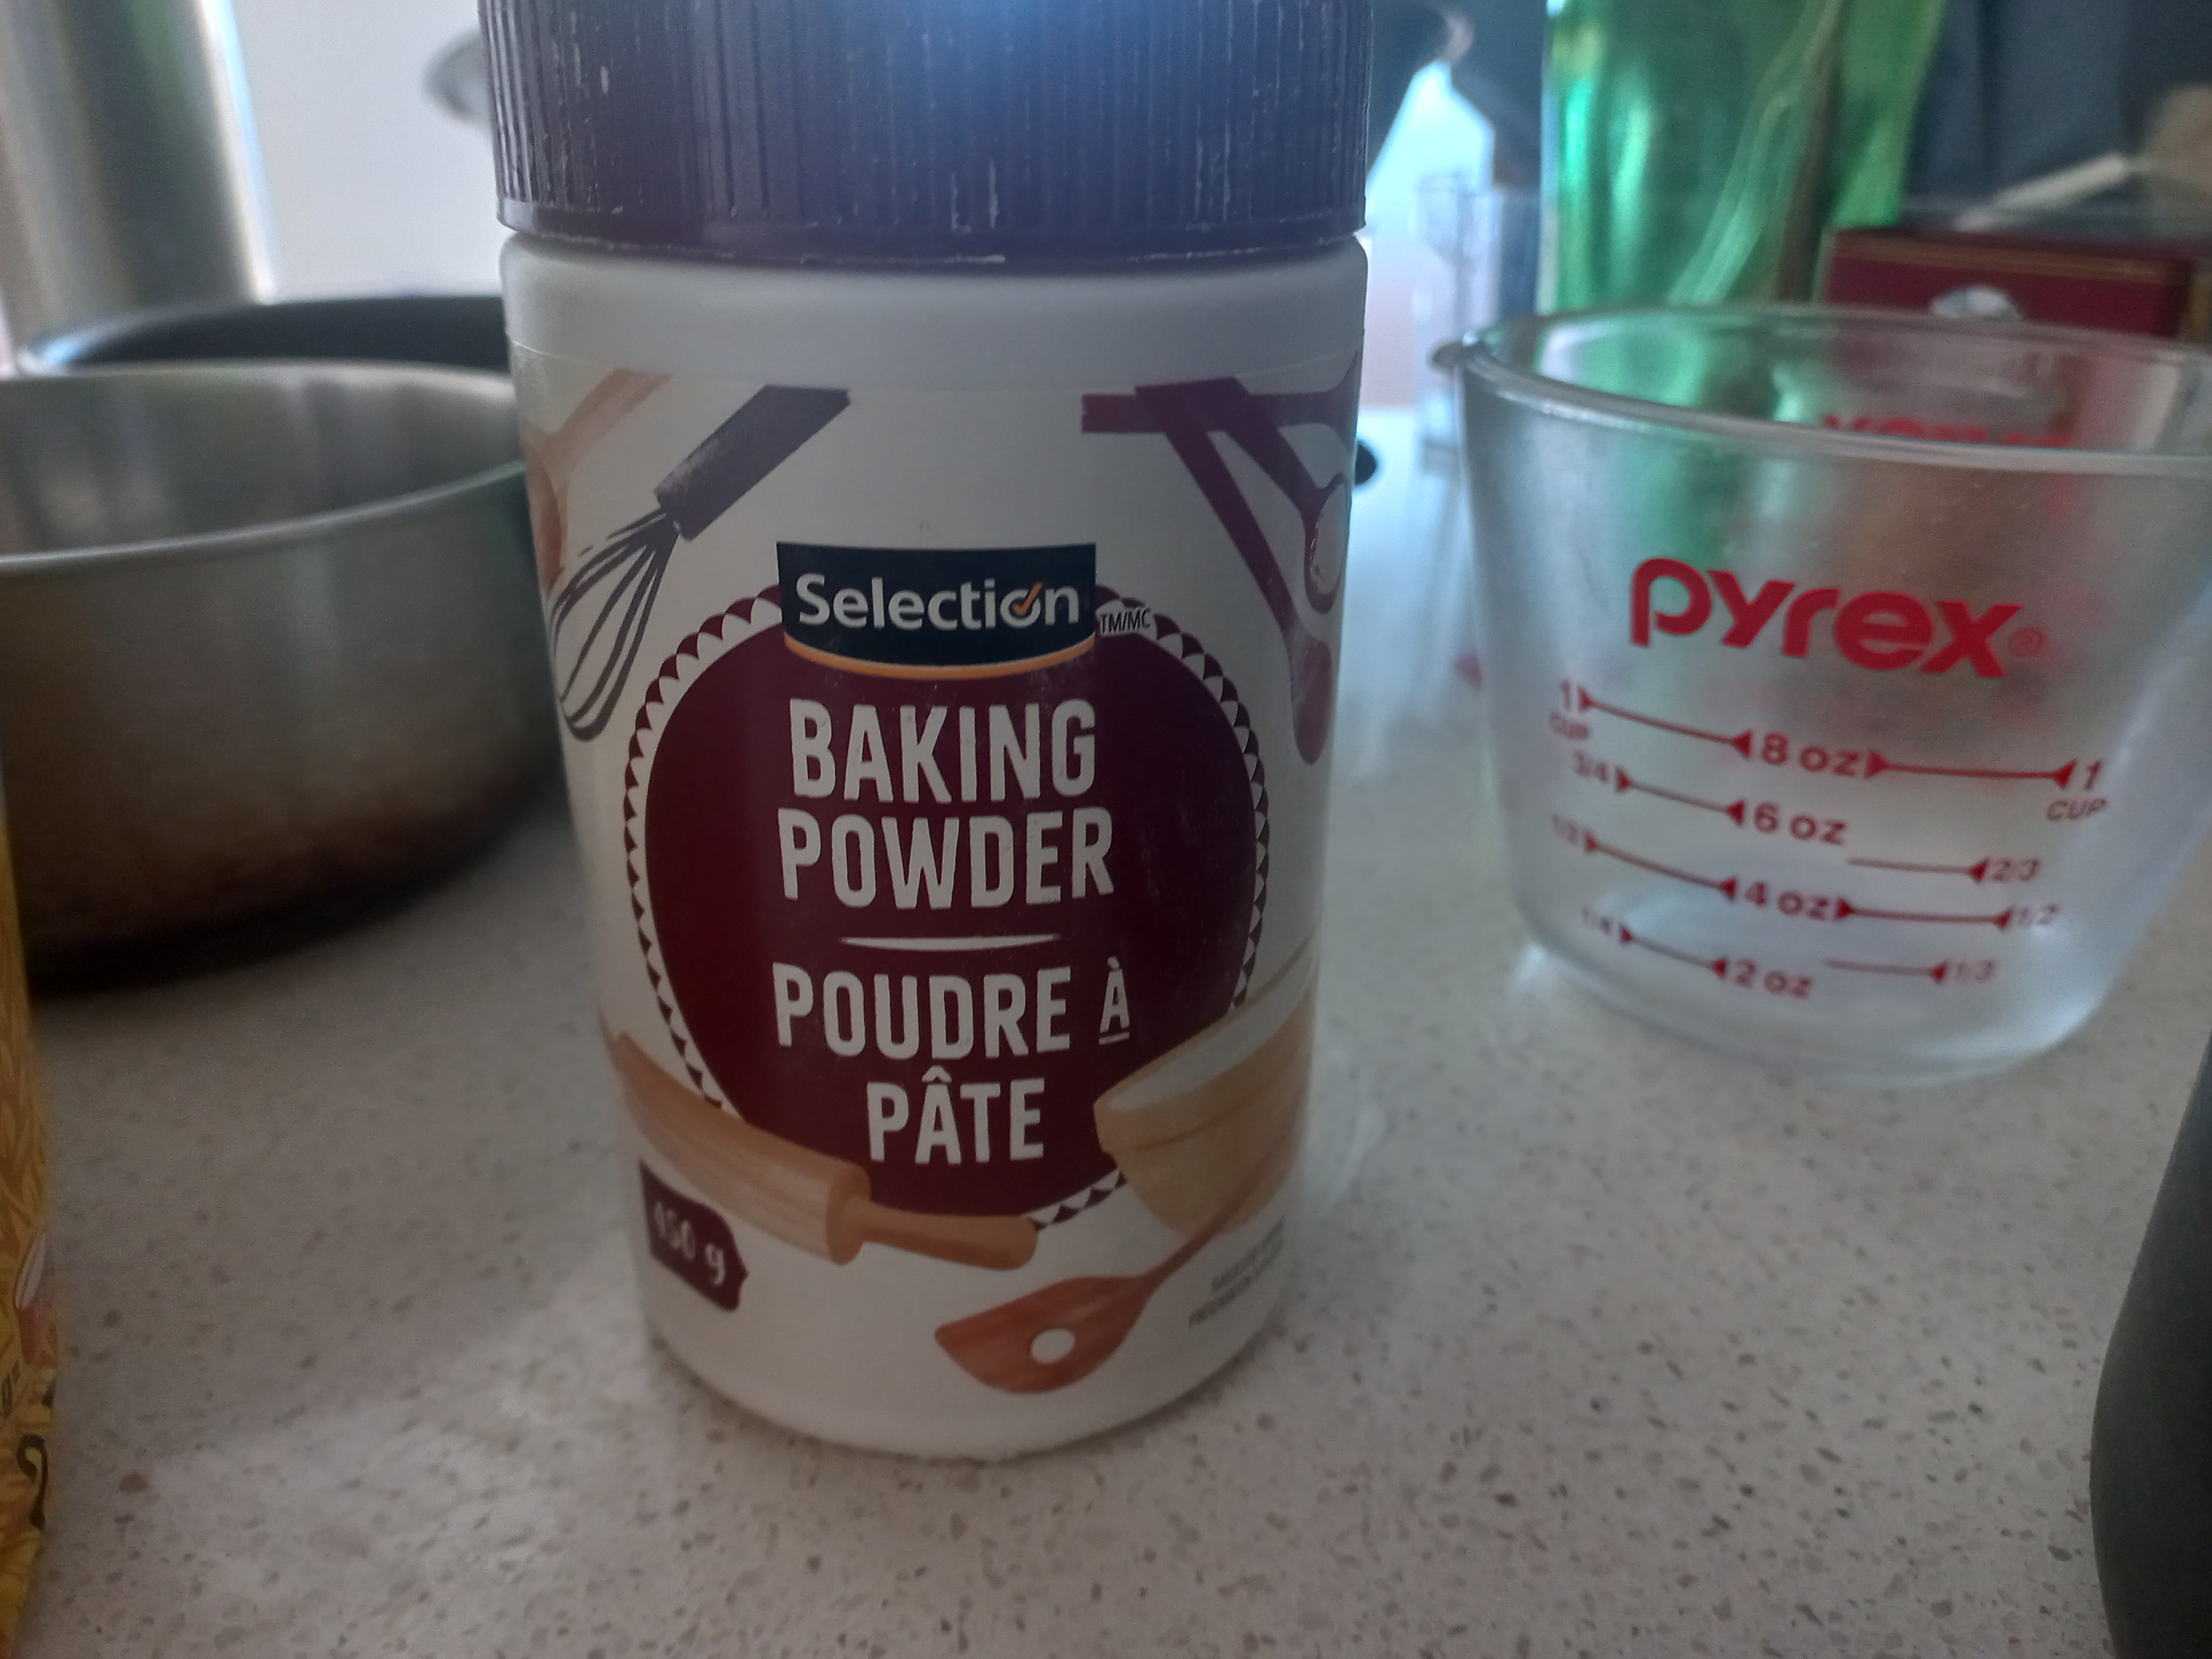 Selection
TM/MC
BAKING
POWDER
POUDRE À
PÂTE
450 g
pyrex®
1 8 oz 1
CUP
CUP
3/4 6 oz
2/3
1/2 4 oz 1/2
1/4 2 oz 1/3